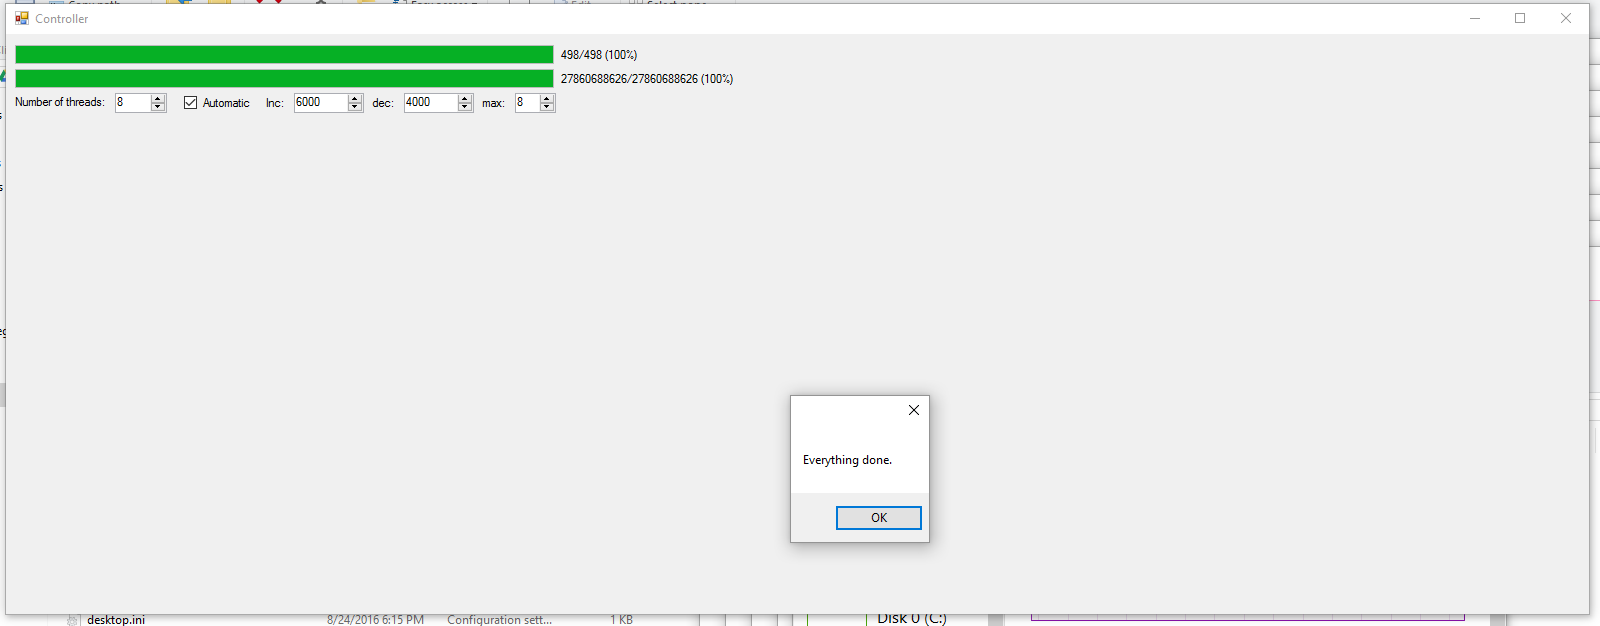 Controller
498/498 (100%)
27860688626/27860688626 (100%)
Number of threads: 8 Automatic Inc: 6000 dec: 4000 max: 8
Everything done.
OK
desktop.ini 8/24/2016 6:15 PM Configuration sett... 1 KB Disk 0 (C:)